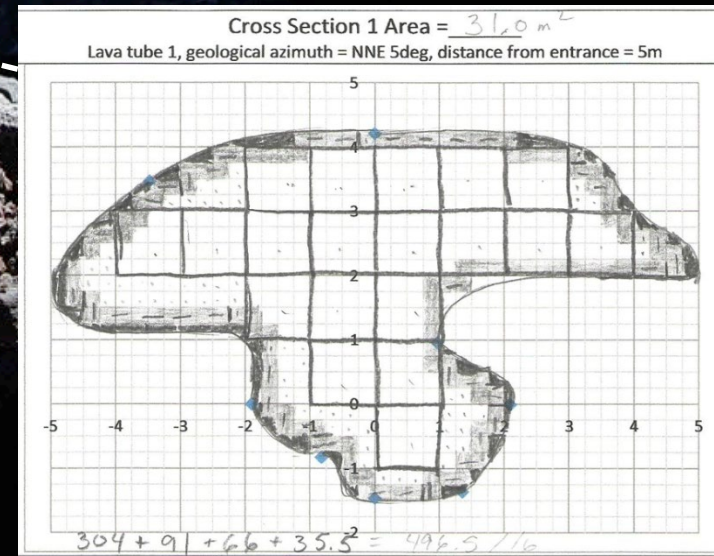 Cross Section 1 Area = 31.0 m²
Lava tube 1, geological azimuth = NNE 5deg, distance from entrance = 5m
5
4
3
2
1
0
-5 -4 -3 -2 -1 0 1 2 3 4 5
-1
-2
304 + 91 + 66 + 35.5 = 496.5 / 16